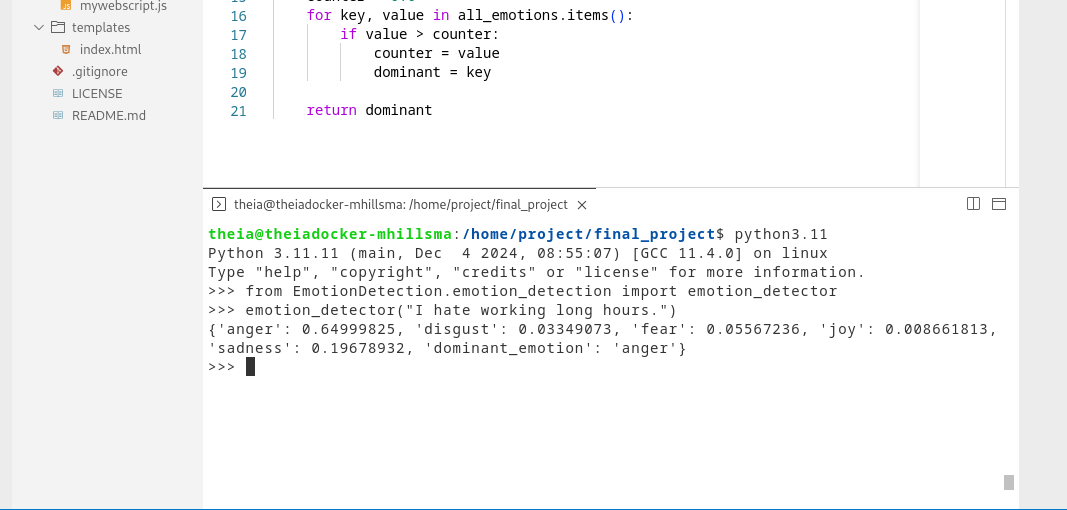 mywebscript.js
templates
index.html
.gitignore
LICENSE
README.md
16 for key, value in all_emotions.items():
17 if value > counter:
18 counter = value
19 dominant = key
20
21 return dominant
theia@theiadocker-mhillsma: /home/project/final_project
theia@theiadocker-mhillsma:/home/project/final_project$ python3.11
Python 3.11.11 (main, Dec  4 2024, 08:55:07) [GCC 11.4.0] on linux
Type "help", "copyright", "credits" or "license" for more information.
>>> from EmotionDetection.emotion_detection import emotion_detector
>>> emotion_detector("I hate working long hours.")
{'anger': 0.64999825, 'disgust': 0.03349073, 'fear': 0.05567236, 'joy': 0.008661813,
'sadness': 0.19678932, 'dominant_emotion': 'anger'}
>>>